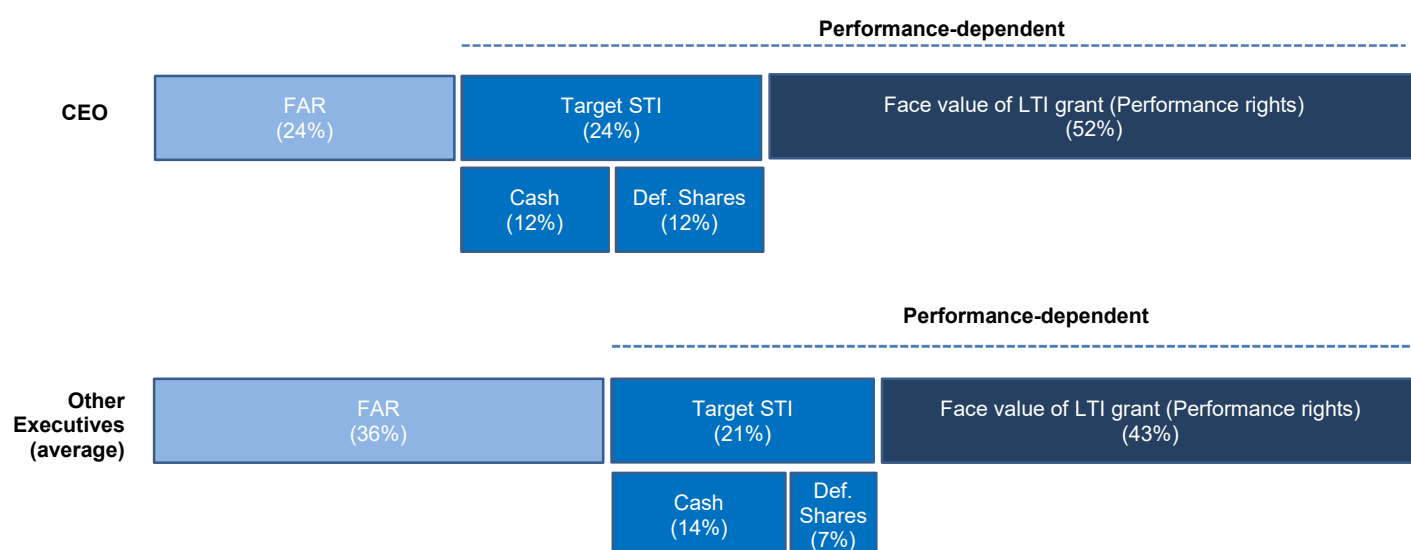 Performance-dependent
CEO
FAR
(24%)
Target STI
(24%)
Face value of LTI grant (Performance rights)
(52%)
Cash
(12%)
Def. Shares
(12%)
Performance-dependent
Other
Executives
(average)
FAR
(36%)
Target STI
(21%)
Face value of LTI grant (Performance rights)
(43%)
Cash
(14%)
Def.
Shares
(7%)